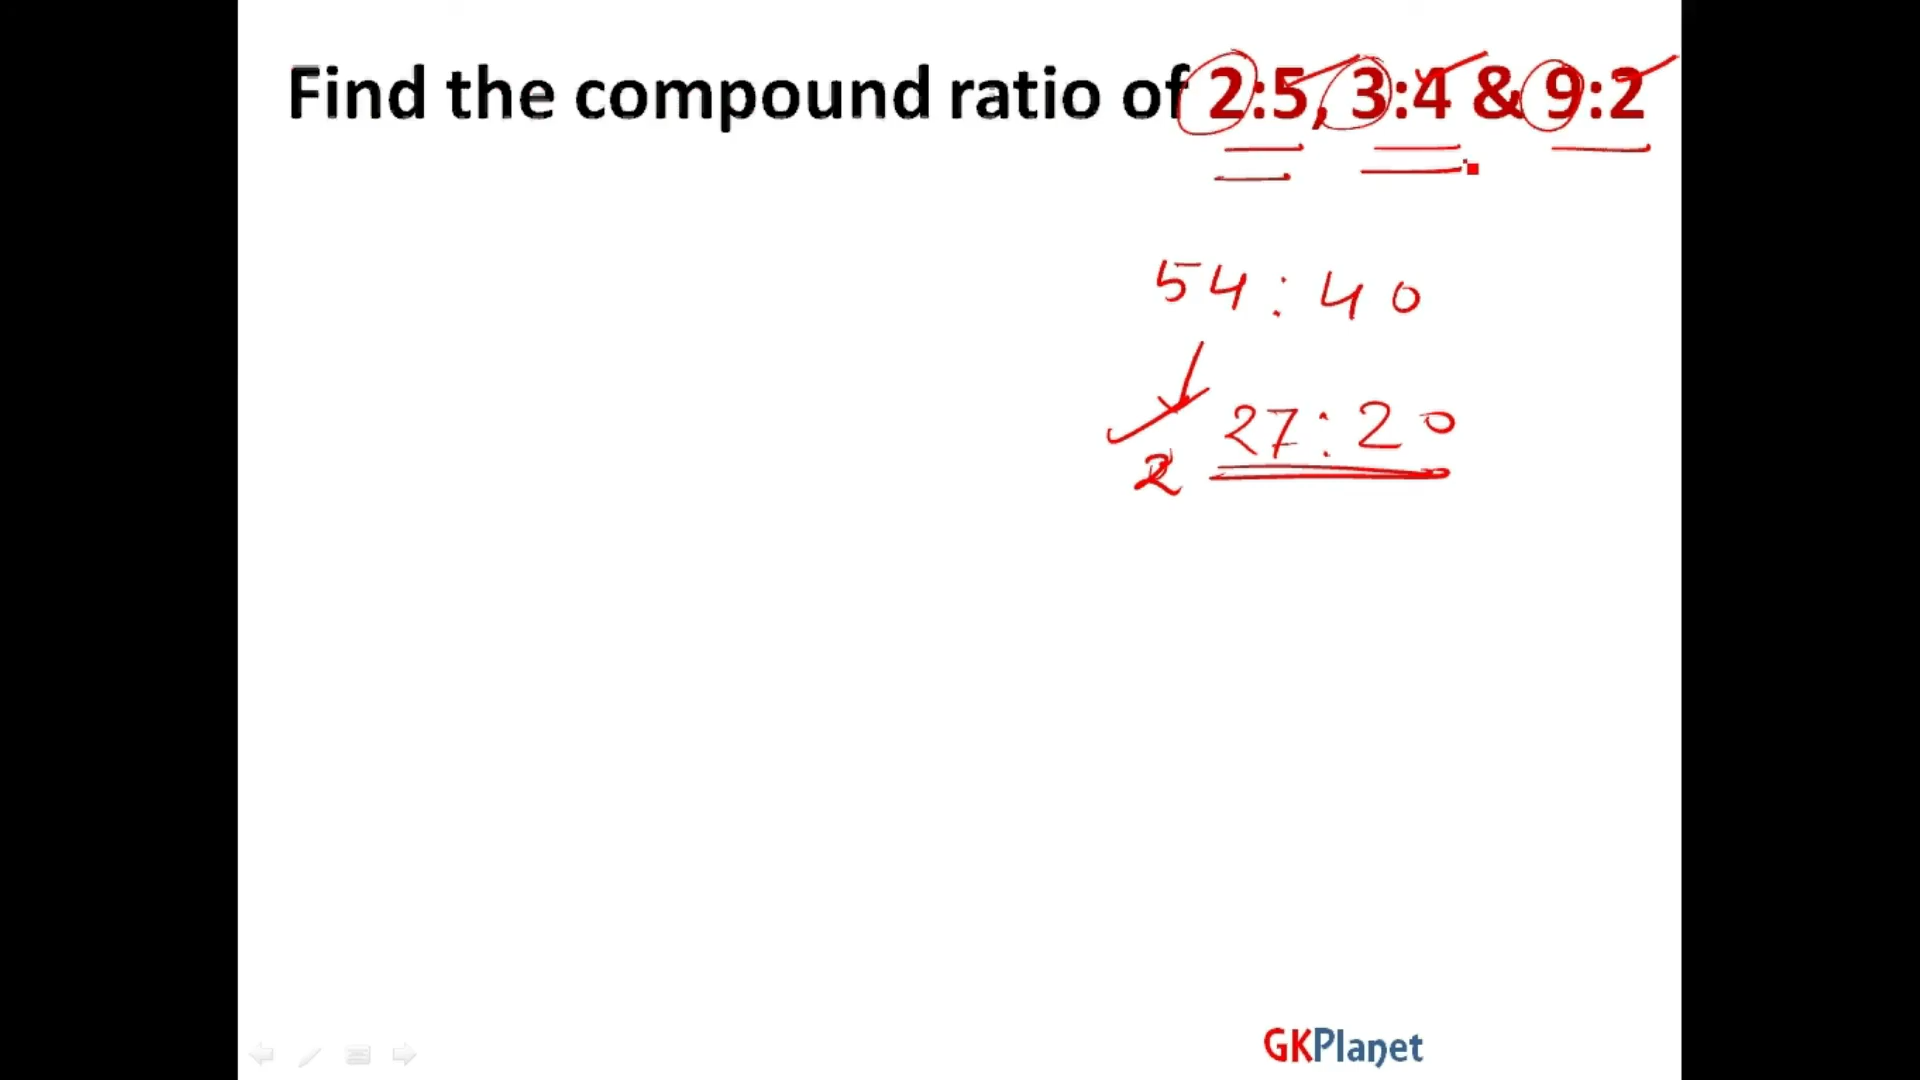 Find the compound ratio of 2:5, 3:4 & 9:2
54:40
27:20
2
GKPlanet